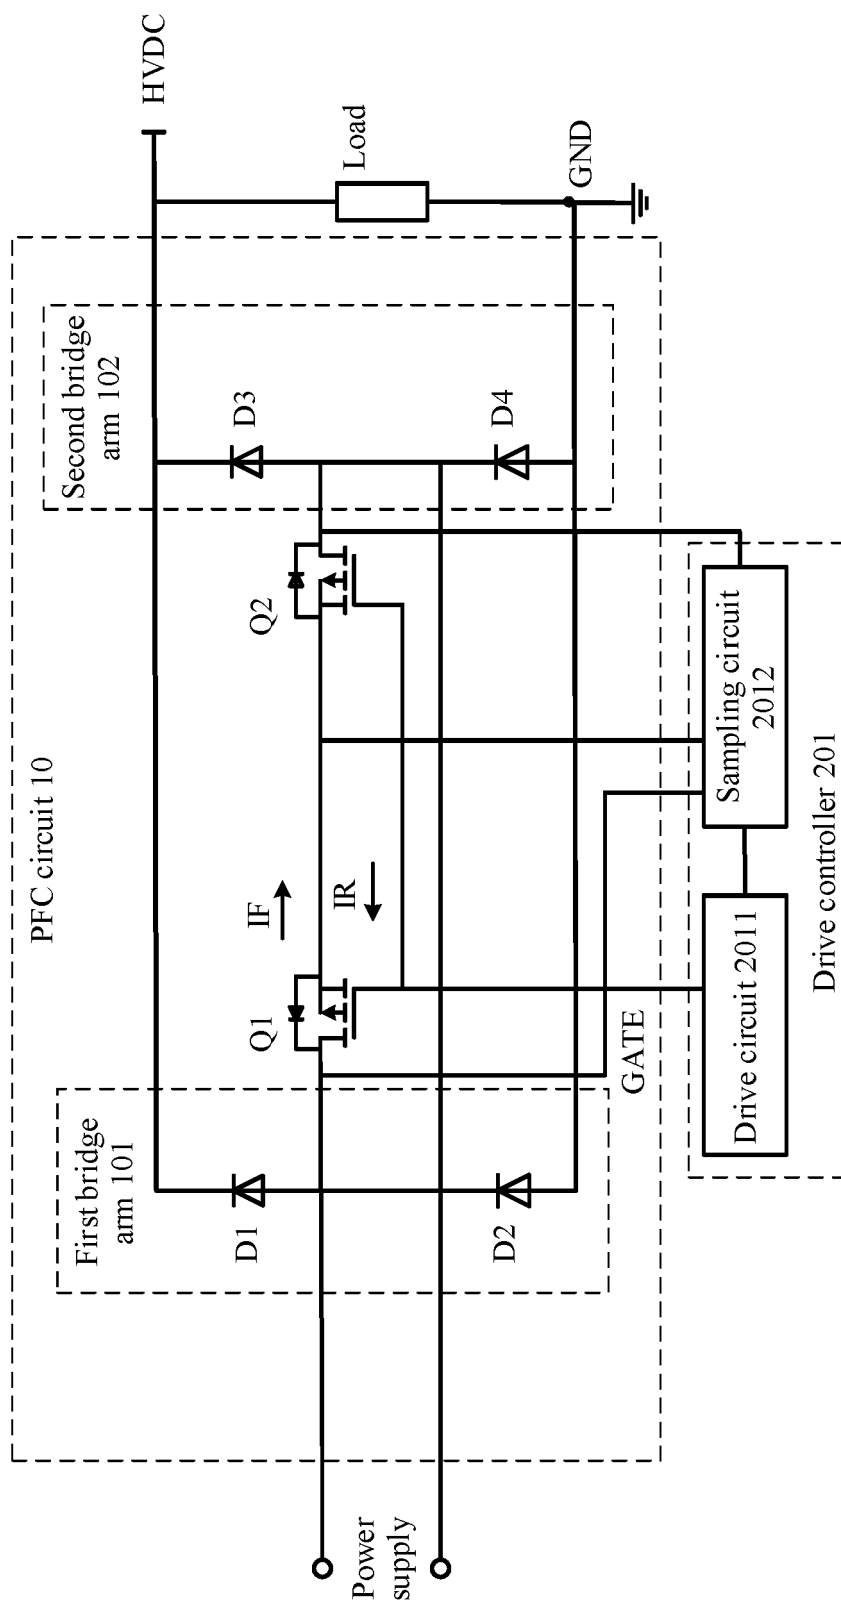 PFC circuit 10
First bridge
arm 101
Second bridge
arm 102
HVDC
D1
Q1
IF
Q2
D3
Load
IR
Power
supply
D2
D4
GND
GATE
Drive circuit 2011
Sampling circuit
2012
Drive controller 201